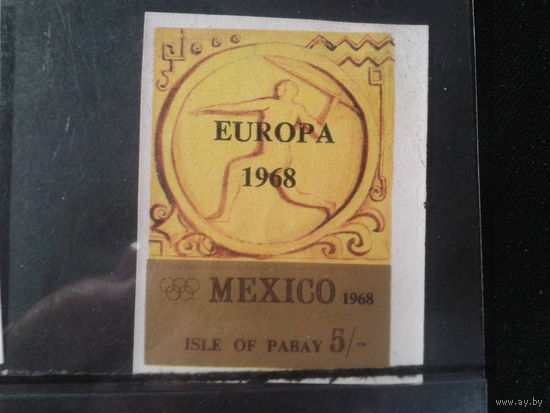 EUROPA
1968
MEXICO 1968
ISLE OF PABAY 5/-
www.ay.by